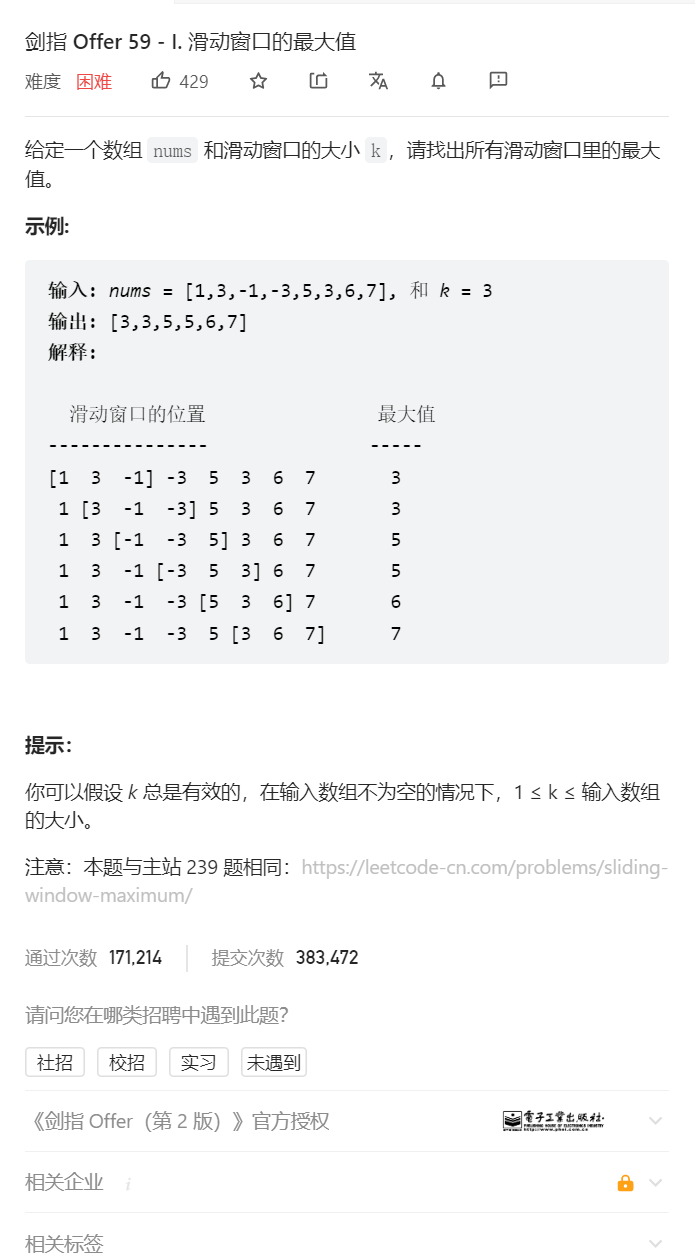 剑指 Offer 59 - I. 滑动窗口的最大值
难度 困难 429
给定一个数组 nums 和滑动窗口的大小 k，请找出所有滑动窗口里的最大
值。
示例:
输入: nums = [1,3,-1,-3,5,3,6,7], 和 k = 3
输出: [3,3,5,5,6,7]
解释:
滑动窗口的位置 最大值
--------------- -----
[1 3 -1] -3 5 3 6 7 3
1 [3 -1 -3] 5 3 6 7 3
1 3 [-1 -3 5] 3 6 7 5
1 3 -1 [-3 5 3] 6 7 5
1 3 -1 -3 [5 3 6] 7 6
1 3 -1 -3 5 [3 6 7] 7
提示：
你可以假设 k 总是有效的，在输入数组不为空的情况下，1 ≤ k ≤ 输入数组
的大小。
注意：本题与主站 239 题相同：https://leetcode-cn.com/problems/sliding-
window-maximum/
通过次数 171,214 提交次数 383,472
请问您在哪类招聘中遇到此题？
社招 校招 实习 未遇到
《剑指 Offer（第 2 版）》官方授权 电子工业出版社
PUBLISHING HOUSE OF ELECTRONICS INDUSTRY
http://www.phei.com.cn
相关企业 i
相关标签